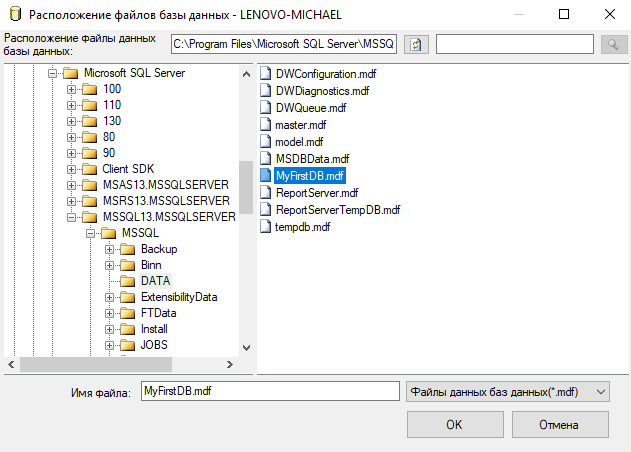 Расположение файлов базы данных - LENOVO-MICHAEL
Расположение файлы данных базы данных:
C:\Program Files\Microsoft SQL Server\MSSQ
Microsoft SQL Server
100
110
130
80
90
Client SDK
MSAS13.MSSQLSERVER
MSRS13.MSSQLSERVER
MSSQL13.MSSQLSERVER
MSSQL
Backup
Binn
DATA
ExtensibilityData
FTData
Install
JOBS
DWConfiguration.mdf
DWDiagnostics.mdf
DWQueue.mdf
master.mdf
model.mdf
MSDBData.mdf
MyFirstDB.mdf
ReportServer.mdf
ReportServerTempDB.mdf
tempdb.mdf
Имя файла:
MyFirstDB.mdf
Файлы данных баз данных(*.mdf)
OK
Отмена